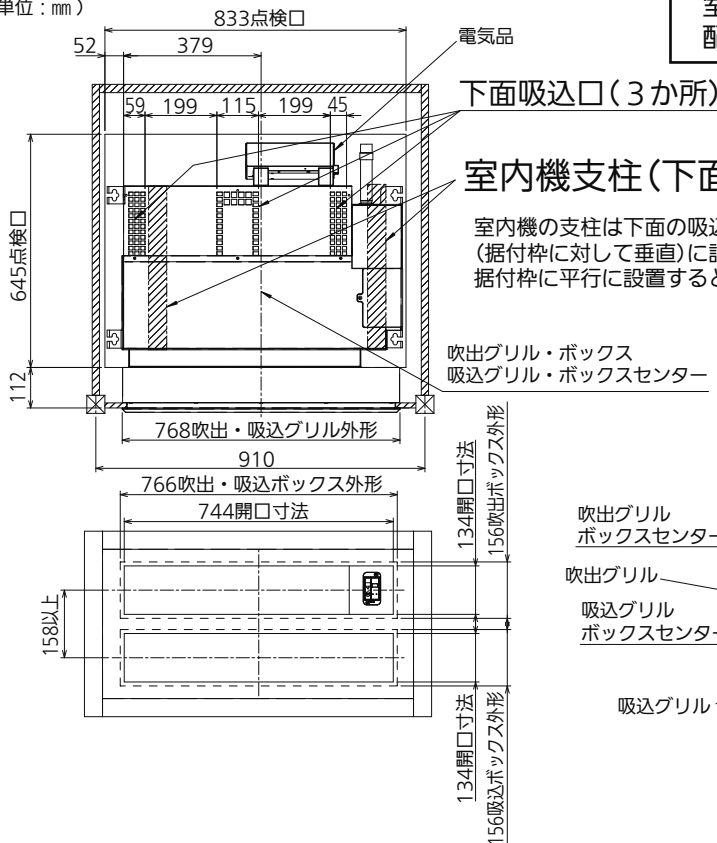 単位：㎜）
833点検口
52
379
電気品
59
199
115
199
45
下面吸込口（３か所）
室内機支柱（下面
室内機の支柱は下面の吸込
（据付枠に対して垂直）に
据付枠に平行に設置すると
645点検口
112
吹出グリル・ボックス
吸込グリル・ボックスセンター
768吹出・吸込グリル外形
910
766吹出・吸込ボックス外形
744開口寸法
134開口寸法
156吹出ボックス外形
158以上
吹出グリル
ボックスセンター
吹出グリル
吸込グリル
ボックスセンター
吸込グリル
134開口寸法
156吸込ボックス外形